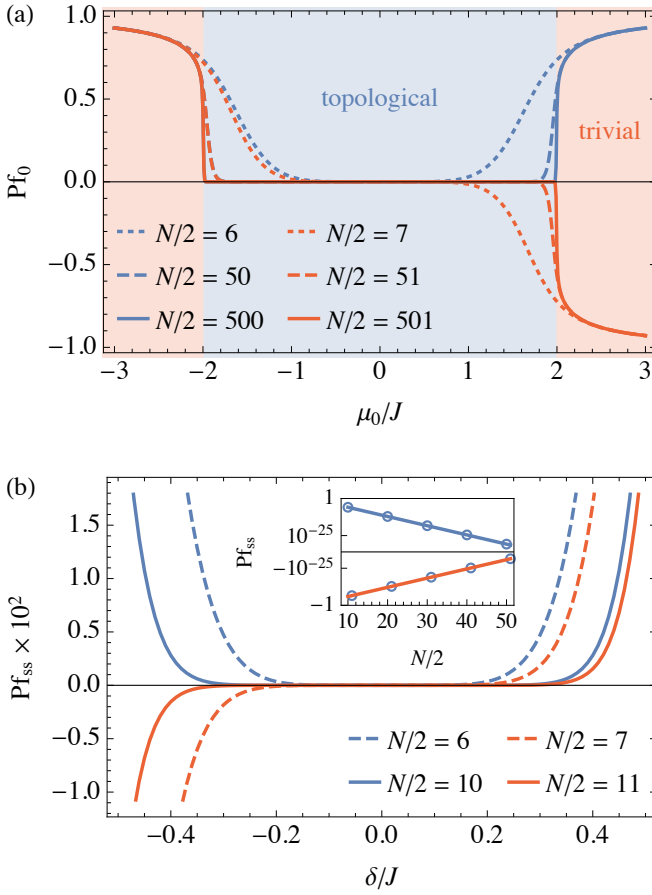 (a)
1.0
0.5
0.0
−0.5
−1.0
Pf₀
topological
trivial
N/2 = 6
N/2 = 7
N/2 = 50
N/2 = 51
N/2 = 500
N/2 = 501
−3 −2 −1 0 1 2 3
μ₀/J
(b)
1.5
1.0
0.5
0.0
−0.5
−1.0
Pfₛₛ × 10²
1
10⁻²⁵
−10⁻²⁵
−1
Pfₛₛ
10 20 30 40 50
N/2
N/2 = 6
N/2 = 7
N/2 = 10
N/2 = 11
−0.4 −0.2 0.0 0.2 0.4
δ/J